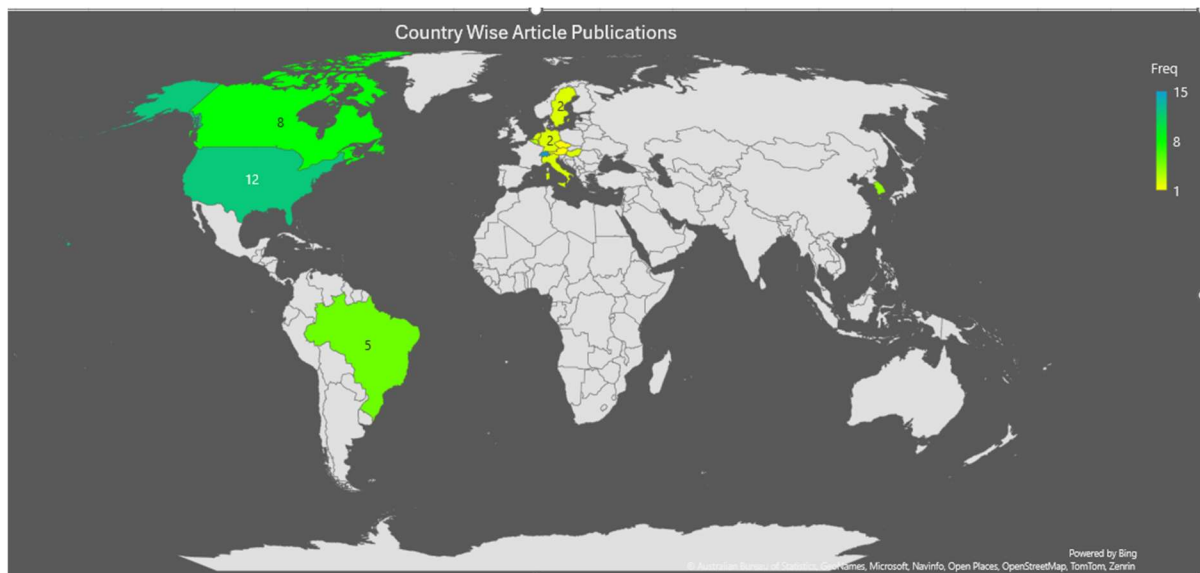 Country Wise Article Publications
Freq
15
8
1
8
12
5
2
2
Powered by Bing
© Australian Bureau of Statistics, GeoNames, Microsoft, Navinfo, Open Places, OpenStreetMap, TomTom, Zenrin